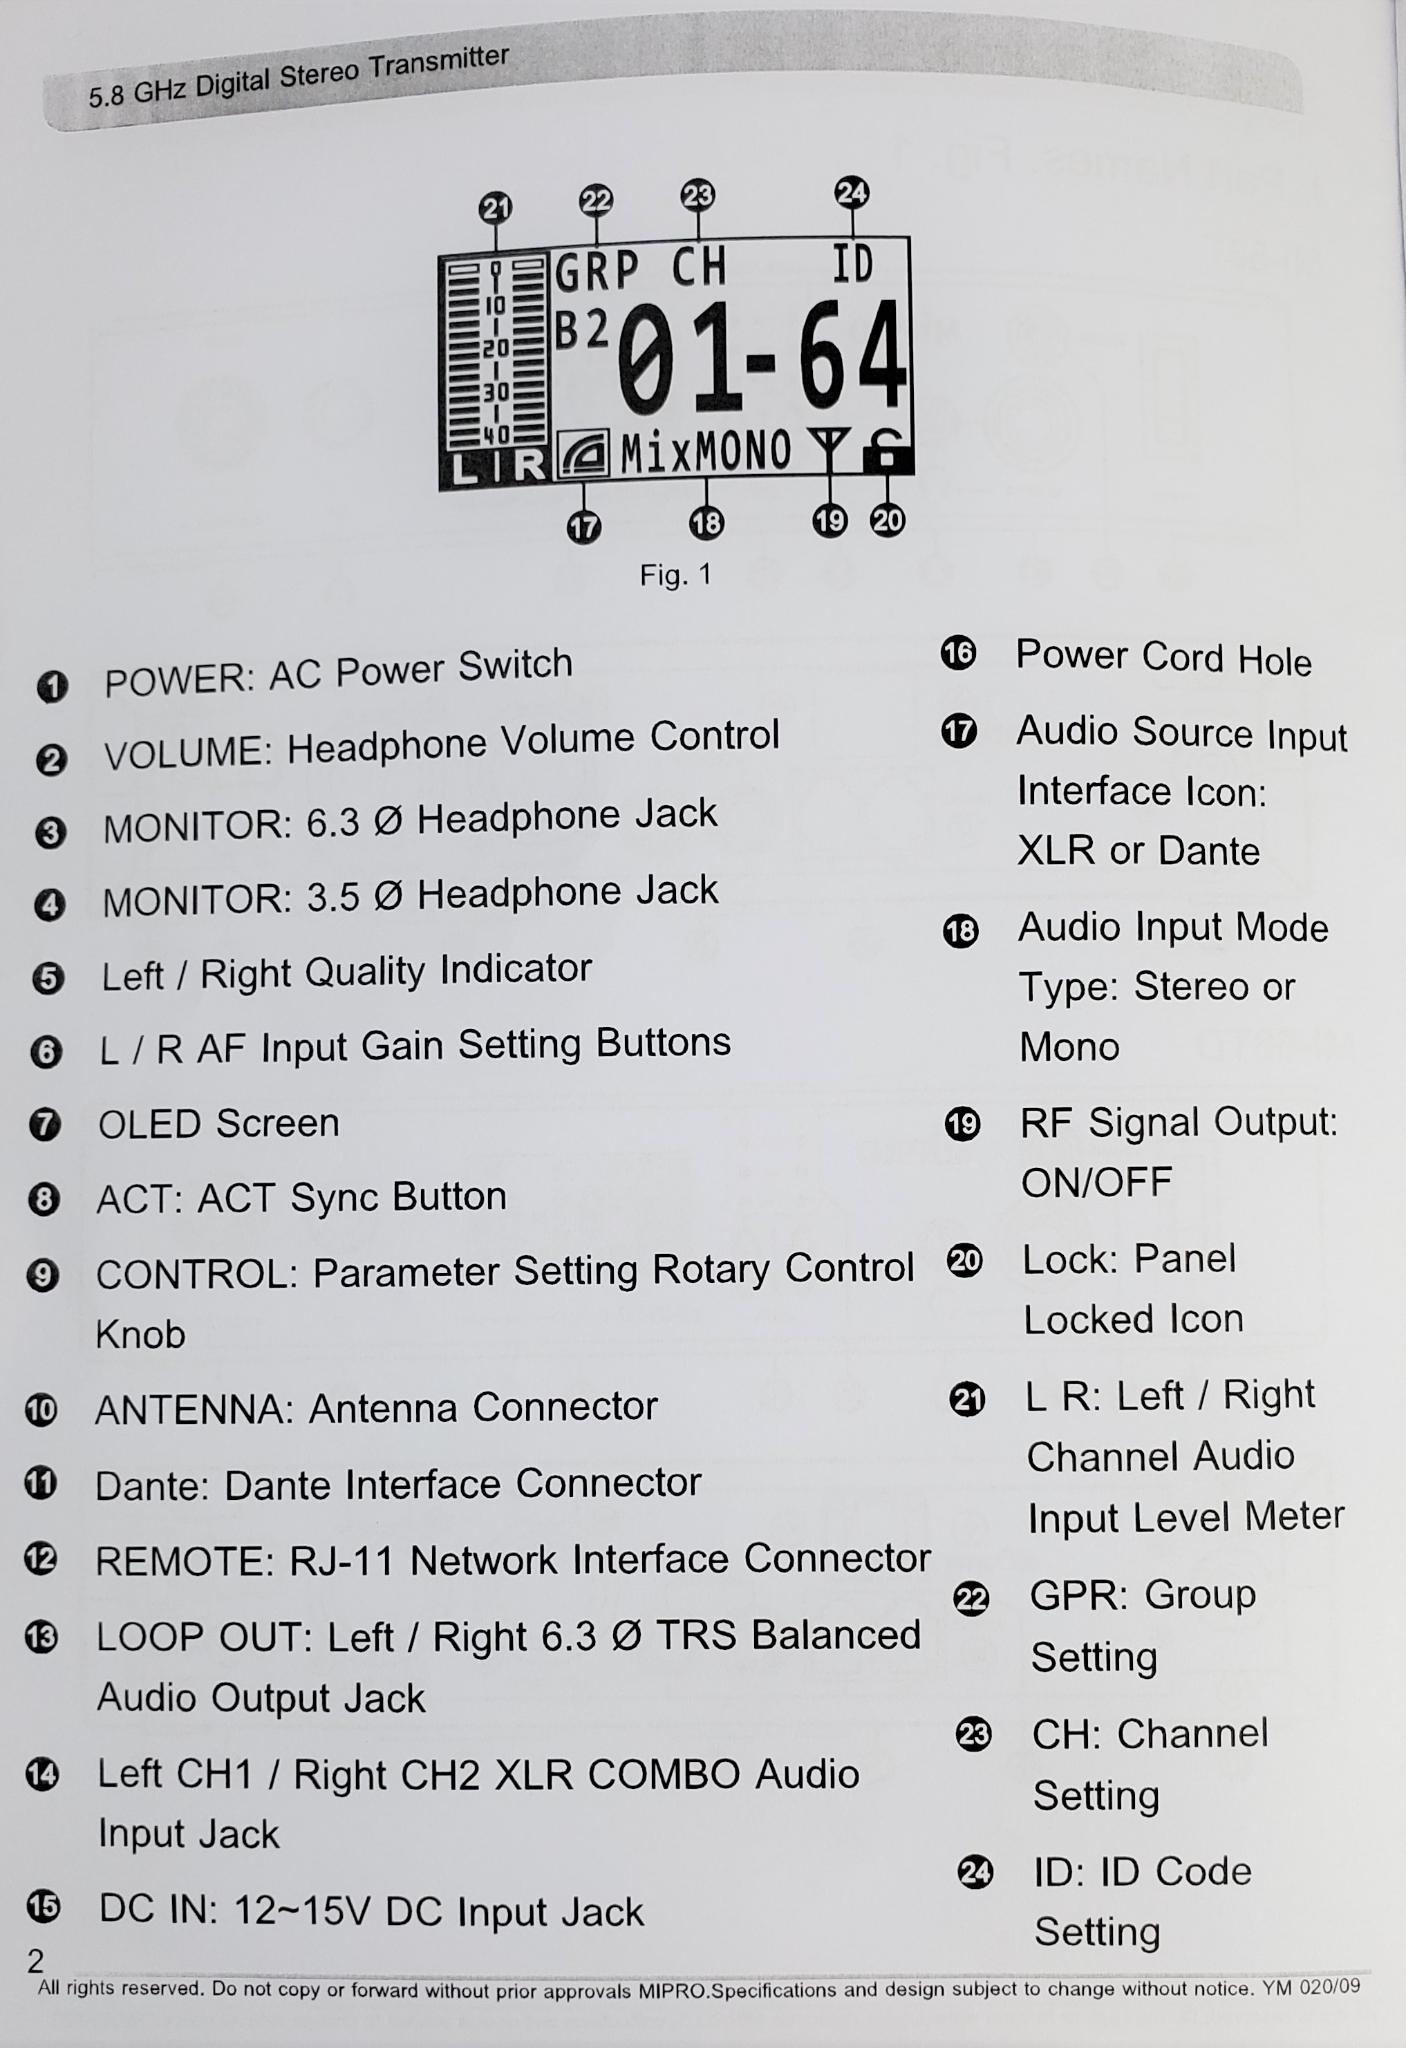 5.8 GHz Digital Stereo Transmitter
21 22 23 24
GRP CH ID
B2 01-64
0
10
20
30
40
L R MixMONO
17 18 19 20
Fig. 1
1 POWER: AC Power Switch
2 VOLUME: Headphone Volume Control
3 MONITOR: 6.3 Ø Headphone Jack
4 MONITOR: 3.5 Ø Headphone Jack
5 Left / Right Quality Indicator
6 L / R AF Input Gain Setting Buttons
7 OLED Screen
8 ACT: ACT Sync Button
9 CONTROL: Parameter Setting Rotary Control
Knob
10 ANTENNA: Antenna Connector
11 Dante: Dante Interface Connector
12 REMOTE: RJ-11 Network Interface Connector
13 LOOP OUT: Left / Right 6.3 Ø TRS Balanced
Audio Output Jack
14 Left CH1 / Right CH2 XLR COMBO Audio
Input Jack
15 DC IN: 12~15V DC Input Jack
16 Power Cord Hole
17 Audio Source Input
Interface Icon:
XLR or Dante
18 Audio Input Mode
Type: Stereo or
Mono
19 RF Signal Output:
ON/OFF
20 Lock: Panel
Locked Icon
21 L R: Left / Right
Channel Audio
Input Level Meter
22 GPR: Group
Setting
23 CH: Channel
Setting
24 ID: ID Code
Setting
2
All rights reserved. Do not copy or forward without prior approvals MIPRO.Specifications and design subject to change without notice. YM 020/09